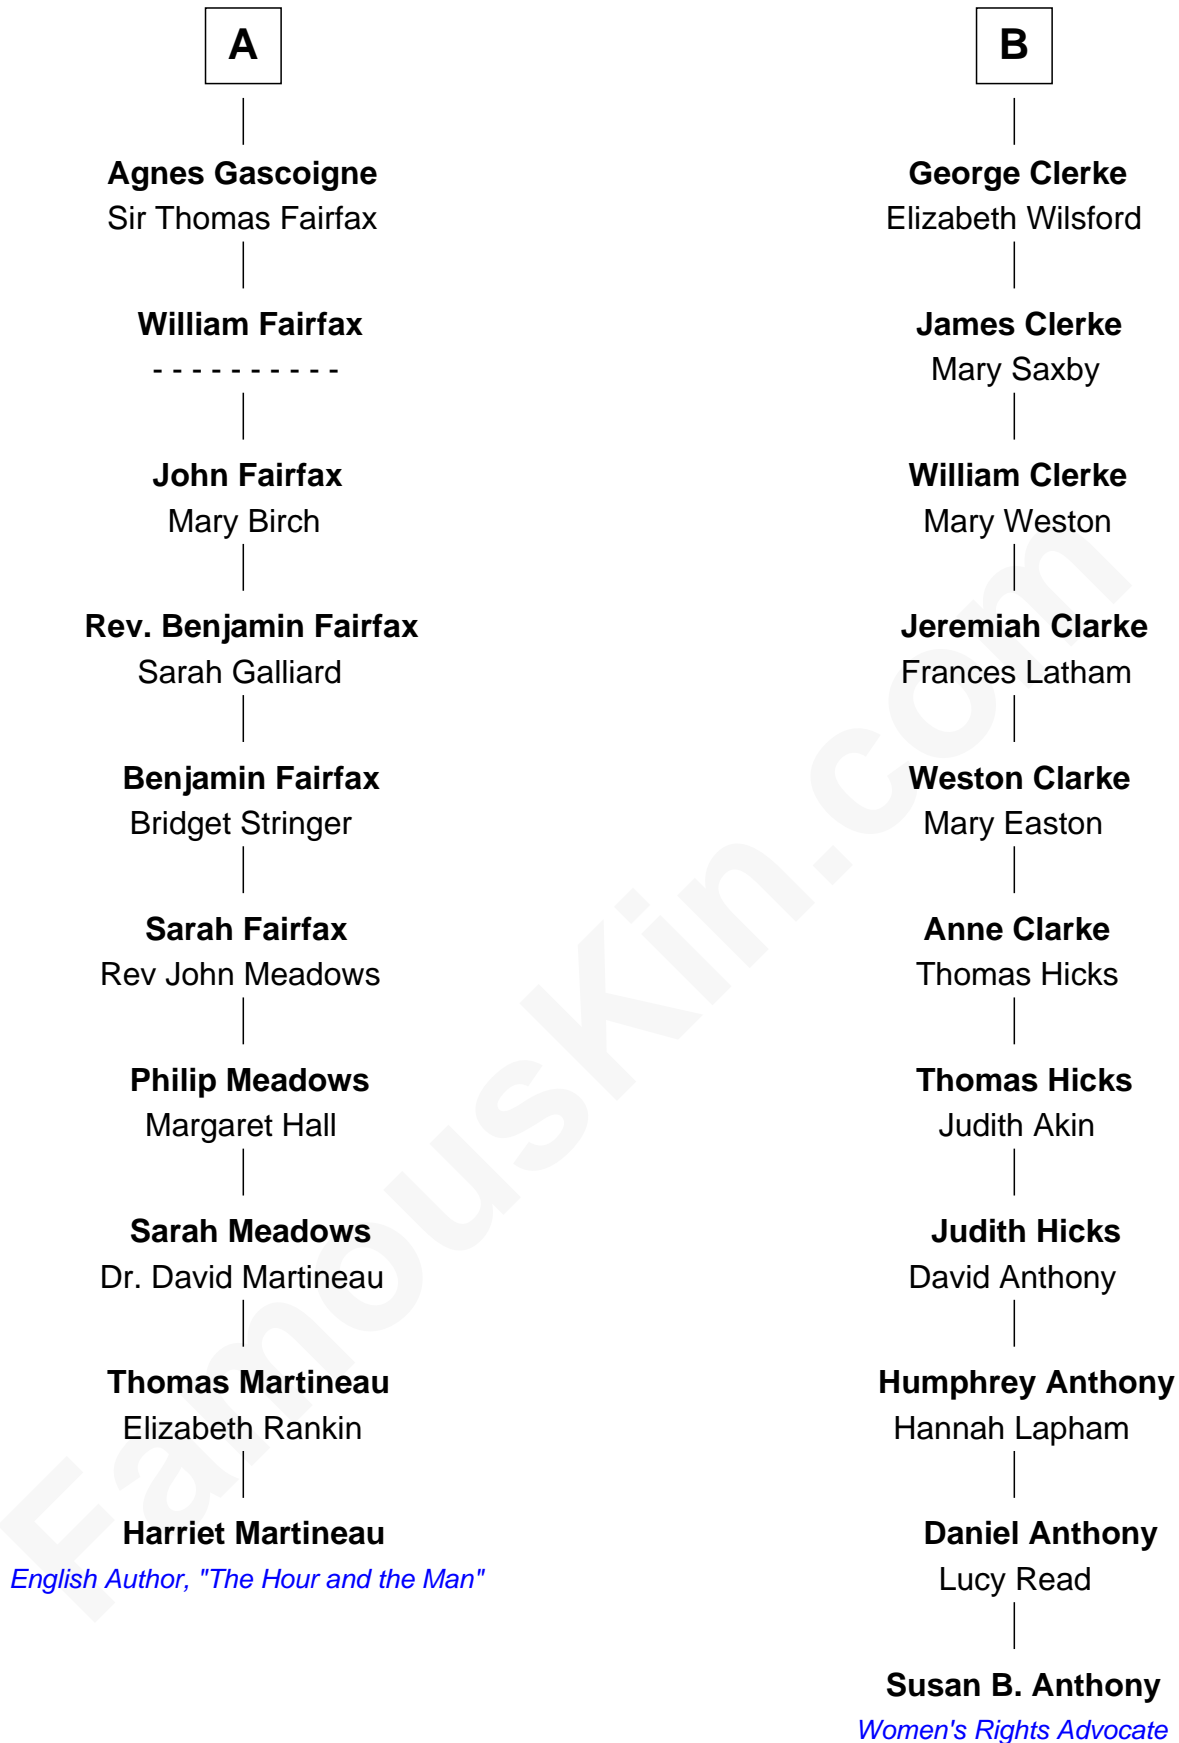 A
Agnes Gascoigne
Sir Thomas Fairfax
William Fairfax
- - - - - - - - - -
John Fairfax
Mary Birch
Rev. Benjamin Fairfax
Sarah Galliard
Benjamin Fairfax
Bridget Stringer
Sarah Fairfax
Rev John Meadows
Philip Meadows
Margaret Hall
Sarah Meadows
Dr. David Martineau
Thomas Martineau
Elizabeth Rankin
Harriet Martineau
English Author, "The Hour and the Man"
B
George Clerke
Elizabeth Wilsford
James Clerke
Mary Saxby
William Clerke
Mary Weston
Jeremiah Clarke
Frances Latham
Weston Clarke
Mary Easton
Anne Clarke
Thomas Hicks
Thomas Hicks
Judith Akin
Judith Hicks
David Anthony
Humphrey Anthony
Hannah Lapham
Daniel Anthony
Lucy Read
Susan B. Anthony
Women's Rights Advocate
FamousKin.com